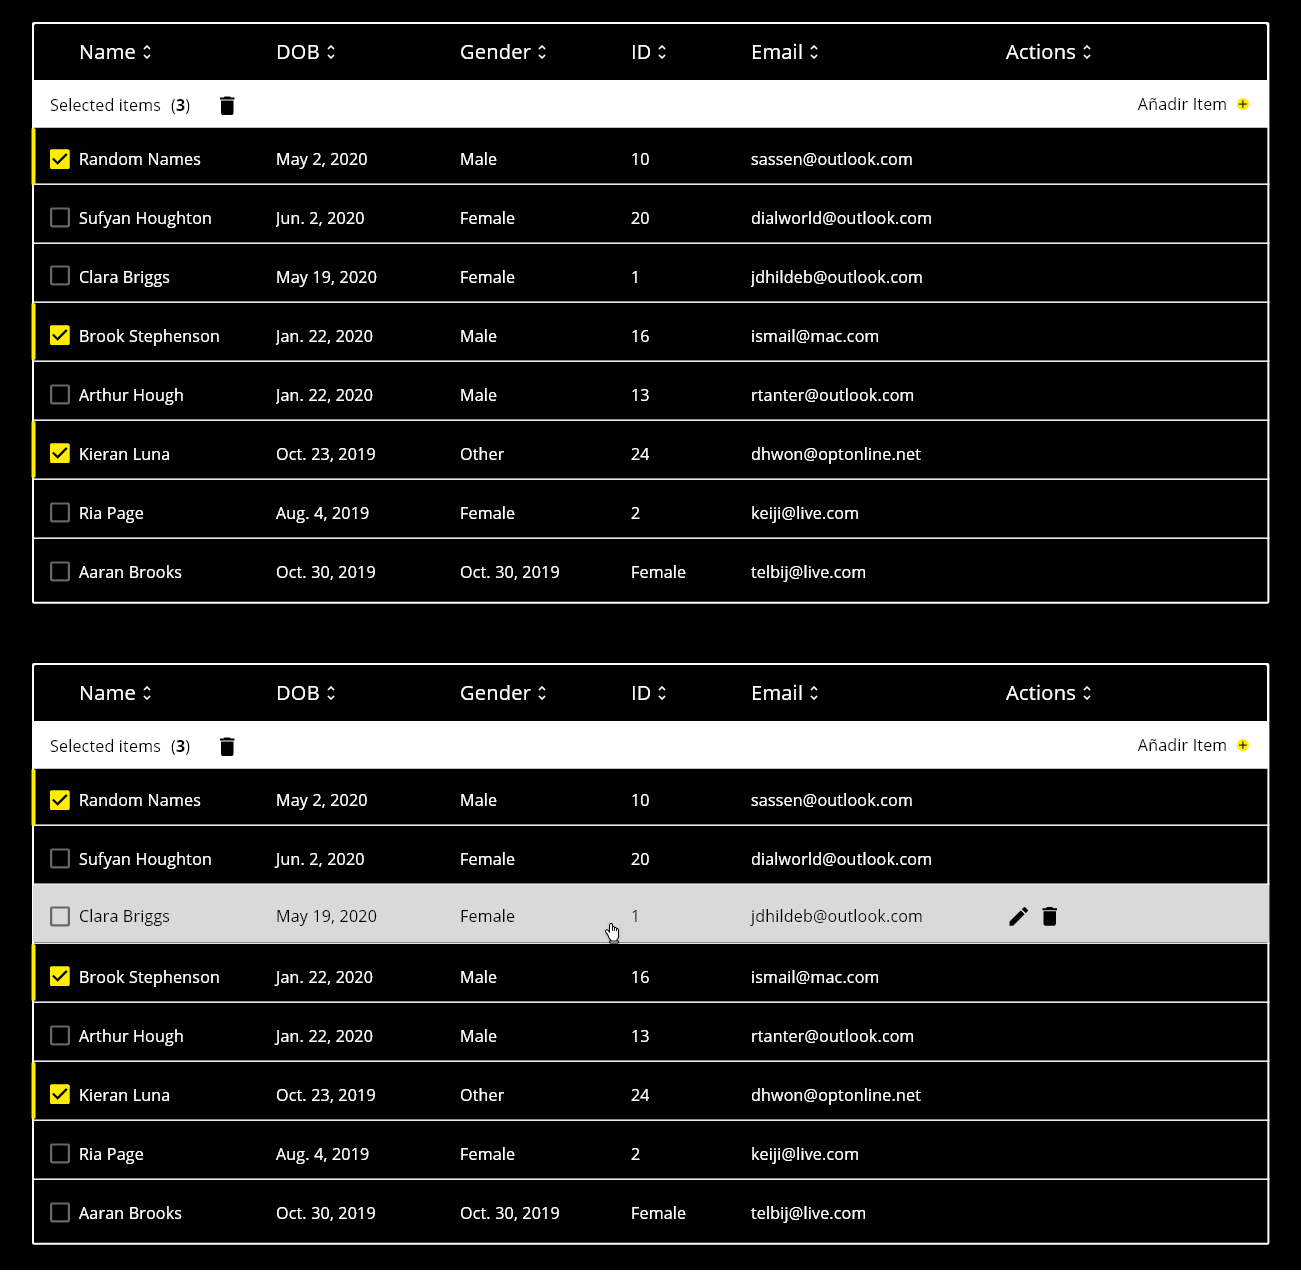 Name DOB Gender ID Email Actions
Selected items (3) Añadir Item
Random Names May 2, 2020 Male 10 sassen@outlook.com
Sufyan Houghton Jun. 2, 2020 Female 20 dialworld@outlook.com
Clara Briggs May 19, 2020 Female 1 jdhildeb@outlook.com
Brook Stephenson Jan. 22, 2020 Male 16 ismail@mac.com
Arthur Hough Jan. 22, 2020 Male 13 rtanter@outlook.com
Kieran Luna Oct. 23, 2019 Other 24 dhwon@optonline.net
Ria Page Aug. 4, 2019 Female 2 keiji@live.com
Aaran Brooks Oct. 30, 2019 Oct. 30, 2019 Female telbij@live.com
Name DOB Gender ID Email Actions
Selected items (3) Añadir Item
Random Names May 2, 2020 Male 10 sassen@outlook.com
Sufyan Houghton Jun. 2, 2020 Female 20 dialworld@outlook.com
Clara Briggs May 19, 2020 Female 1 jdhildeb@outlook.com
Brook Stephenson Jan. 22, 2020 Male 16 ismail@mac.com
Arthur Hough Jan. 22, 2020 Male 13 rtanter@outlook.com
Kieran Luna Oct. 23, 2019 Other 24 dhwon@optonline.net
Ria Page Aug. 4, 2019 Female 2 keiji@live.com
Aaran Brooks Oct. 30, 2019 Oct. 30, 2019 Female telbij@live.com